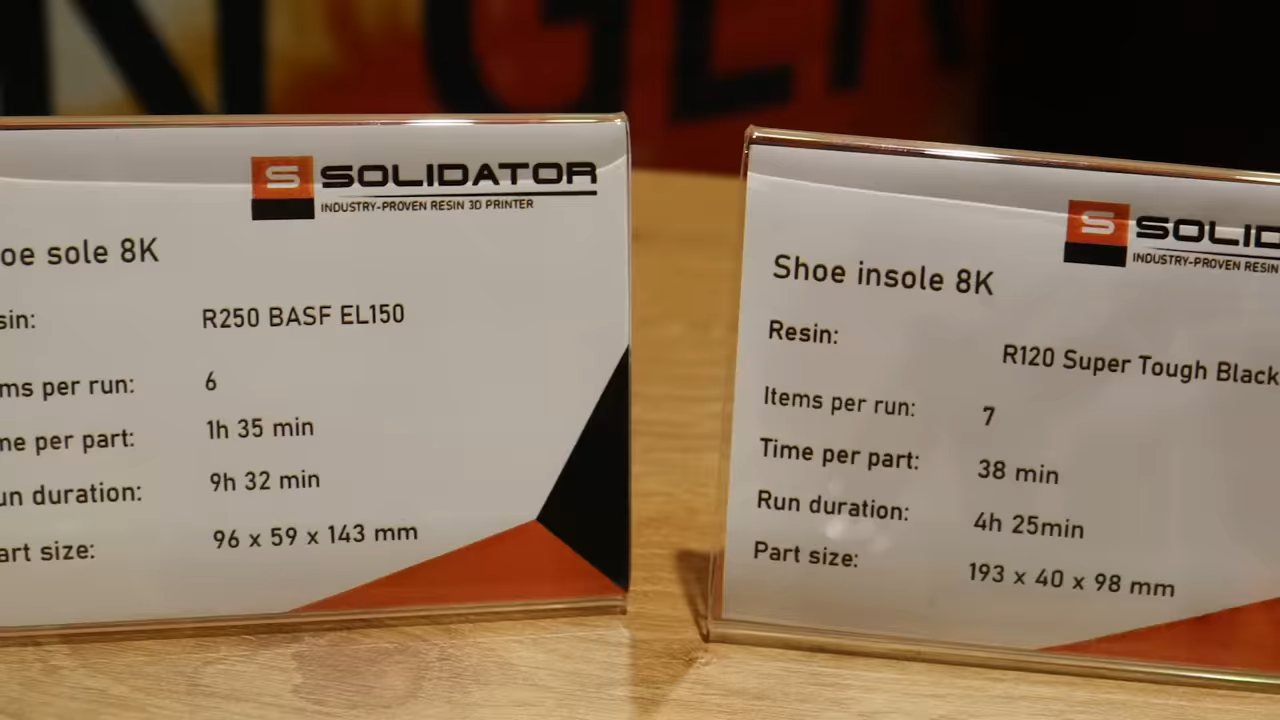 SOLIDATOR
INDUSTRY-PROVEN RESIN 3D PRINTER
oe sole 8K
sin: R250 BASF EL150
ms per run: 6
me per part: 1h 35 min
un duration: 9h 32 min
art size: 96 x 59 x 143 mm
SOLID
INDUSTRY-PROVEN RESIN
Shoe insole 8K
Resin: R120 Super Tough Black
Items per run: 7
Time per part: 38 min
Run duration: 4h 25min
Part size: 193 x 40 x 98 mm